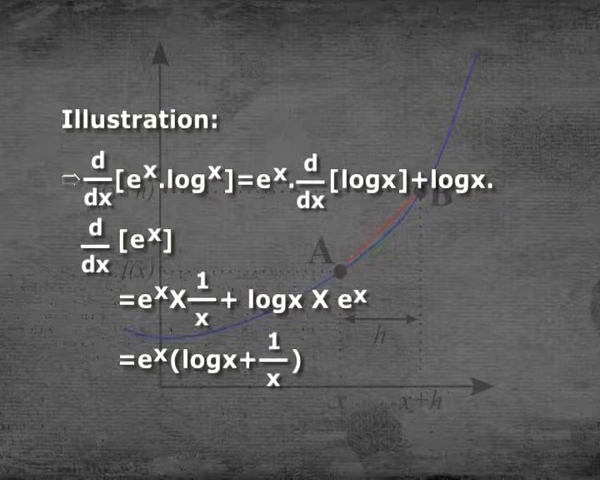 Illustration:
⇒d/dx[eˣ.logˣ]=eˣ.d/dx[logx]+logx.
d/dx [eˣ]
=eˣX1/x+ logx X eˣ
=eˣ(logx+1/x)
A
B
f(x)
h
x
x+h